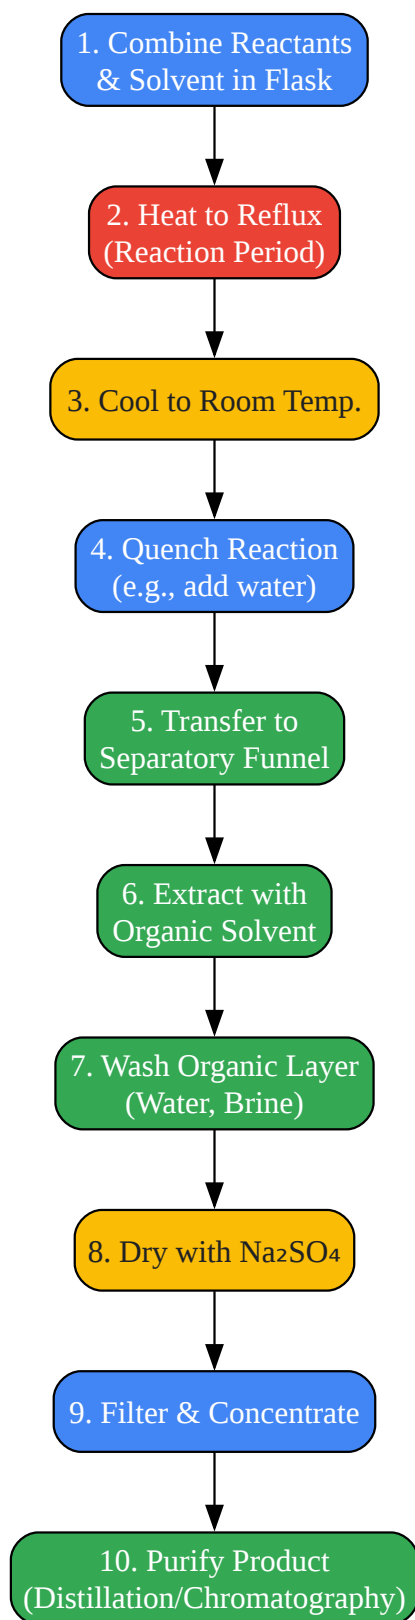 1. Combine Reactants
& Solvent in Flask
2. Heat to Reflux
(Reaction Period)
3. Cool to Room Temp.
4. Quench Reaction
(e.g., add water)
5. Transfer to
Separatory Funnel
6. Extract with
Organic Solvent
7. Wash Organic Layer
(Water, Brine)
8. Dry with Na₂SO₄
9. Filter & Concentrate
10. Purify Product
(Distillation/Chromatography)